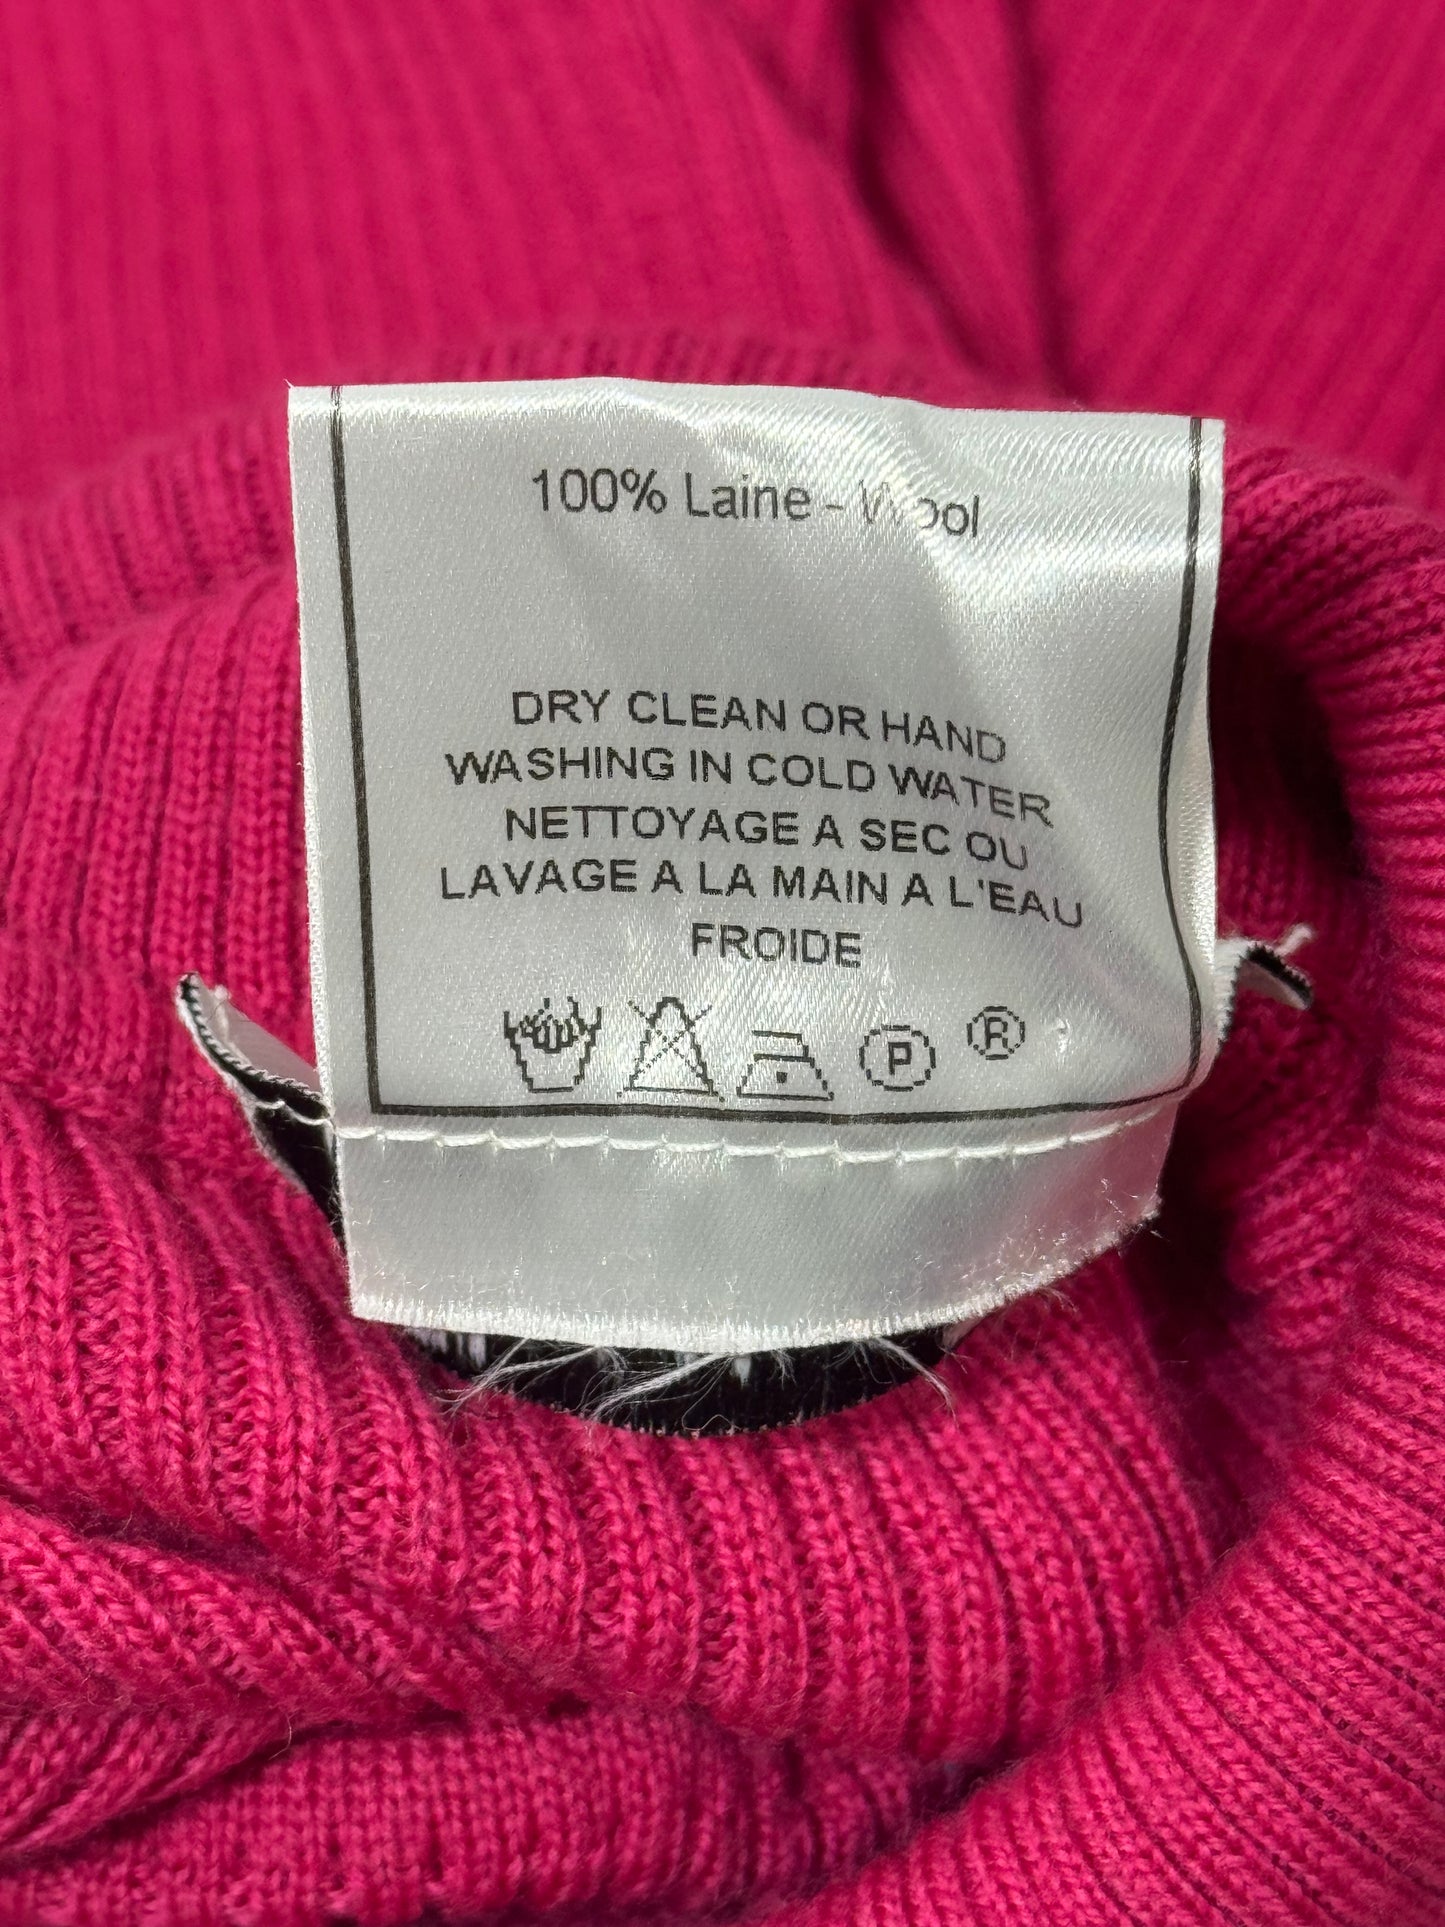 100% Laine - Wool
DRY CLEAN OR HAND
WASHING IN COLD WATER
NETTOYAGE A SEC OU
LAVAGE A LA MAIN A L'EAU
FROIDE
P R